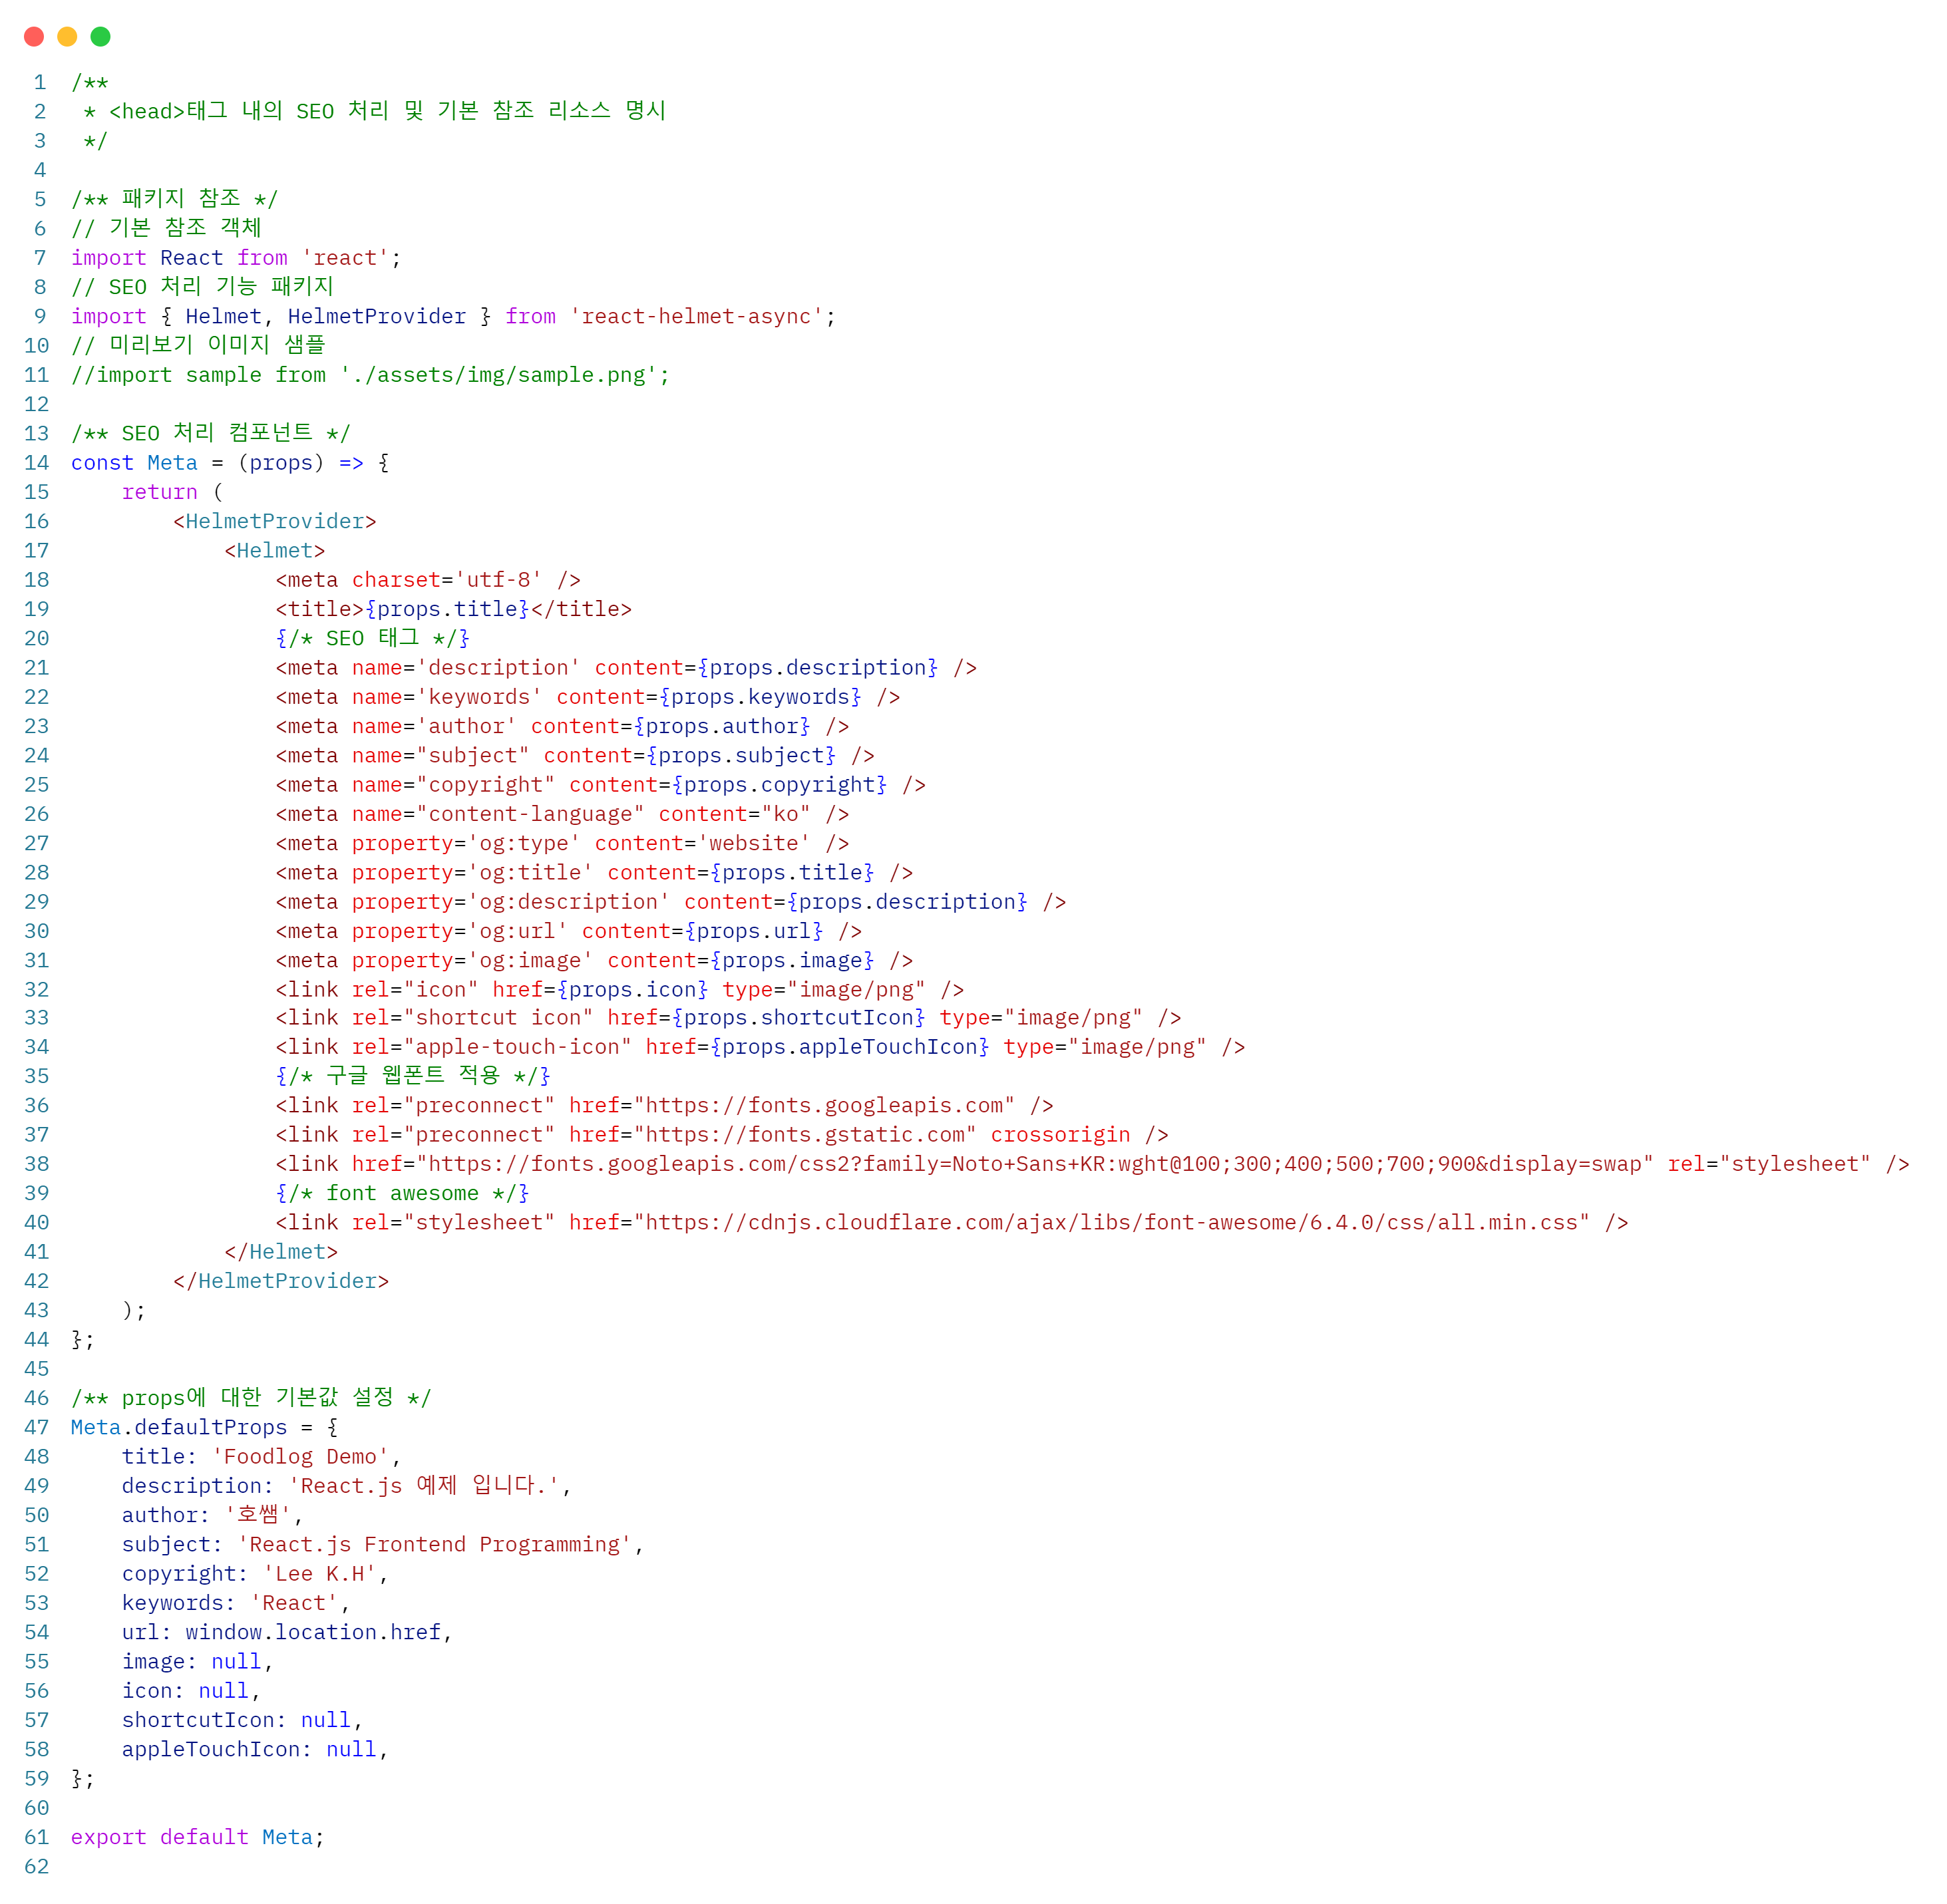 1 /**
2  * <head>태그 내의 SEO 처리 및 기본 참조 리소스 명시
3  */
4
5 /** 패키지 참조 */
6 // 기본 참조 객체
7 import React from 'react';
8 // SEO 처리 기능 패키지
9 import { Helmet, HelmetProvider } from 'react-helmet-async';
10 // 미리보기 이미지 샘플
11 //import sample from './assets/img/sample.png';
12
13 /** SEO 처리 컴포넌트 */
14 const Meta = (props) => {
15     return (
16         <HelmetProvider>
17             <Helmet>
18                 <meta charset='utf-8' />
19                 <title>{props.title}</title>
20                 {/* SEO 태그 */}
21                 <meta name='description' content={props.description} />
22                 <meta name='keywords' content={props.keywords} />
23                 <meta name='author' content={props.author} />
24                 <meta name="subject" content={props.subject} />
25                 <meta name="copyright" content={props.copyright} />
26                 <meta name="content-language" content="ko" />
27                 <meta property='og:type' content='website' />
28                 <meta property='og:title' content={props.title} />
29                 <meta property='og:description' content={props.description} />
30                 <meta property='og:url' content={props.url} />
31                 <meta property='og:image' content={props.image} />
32                 <link rel="icon" href={props.icon} type="image/png" />
33                 <link rel="shortcut icon" href={props.shortcutIcon} type="image/png" />
34                 <link rel="apple-touch-icon" href={props.appleTouchIcon} type="image/png" />
35                 {/* 구글 웹폰트 적용 */}
36                 <link rel="preconnect" href="https://fonts.googleapis.com" />
37                 <link rel="preconnect" href="https://fonts.gstatic.com" crossorigin />
38                 <link href="https://fonts.googleapis.com/css2?family=Noto+Sans+KR:wght@100;300;400;500;700;900&display=swap" rel="stylesheet" />
39                 {/* font awesome */}
40                 <link rel="stylesheet" href="https://cdnjs.cloudflare.com/ajax/libs/font-awesome/6.4.0/css/all.min.css" />
41             </Helmet>
42         </HelmetProvider>
43     );
44 };
45
46 /** props에 대한 기본값 설정 */
47 Meta.defaultProps = {
48     title: 'Foodlog Demo',
49     description: 'React.js 예제 입니다.',
50     author: '호쌤',
51     subject: 'React.js Frontend Programming',
52     copyright: 'Lee K.H',
53     keywords: 'React',
54     url: window.location.href,
55     image: null,
56     icon: null,
57     shortcutIcon: null,
58     appleTouchIcon: null,
59 };
60
61 export default Meta;
62